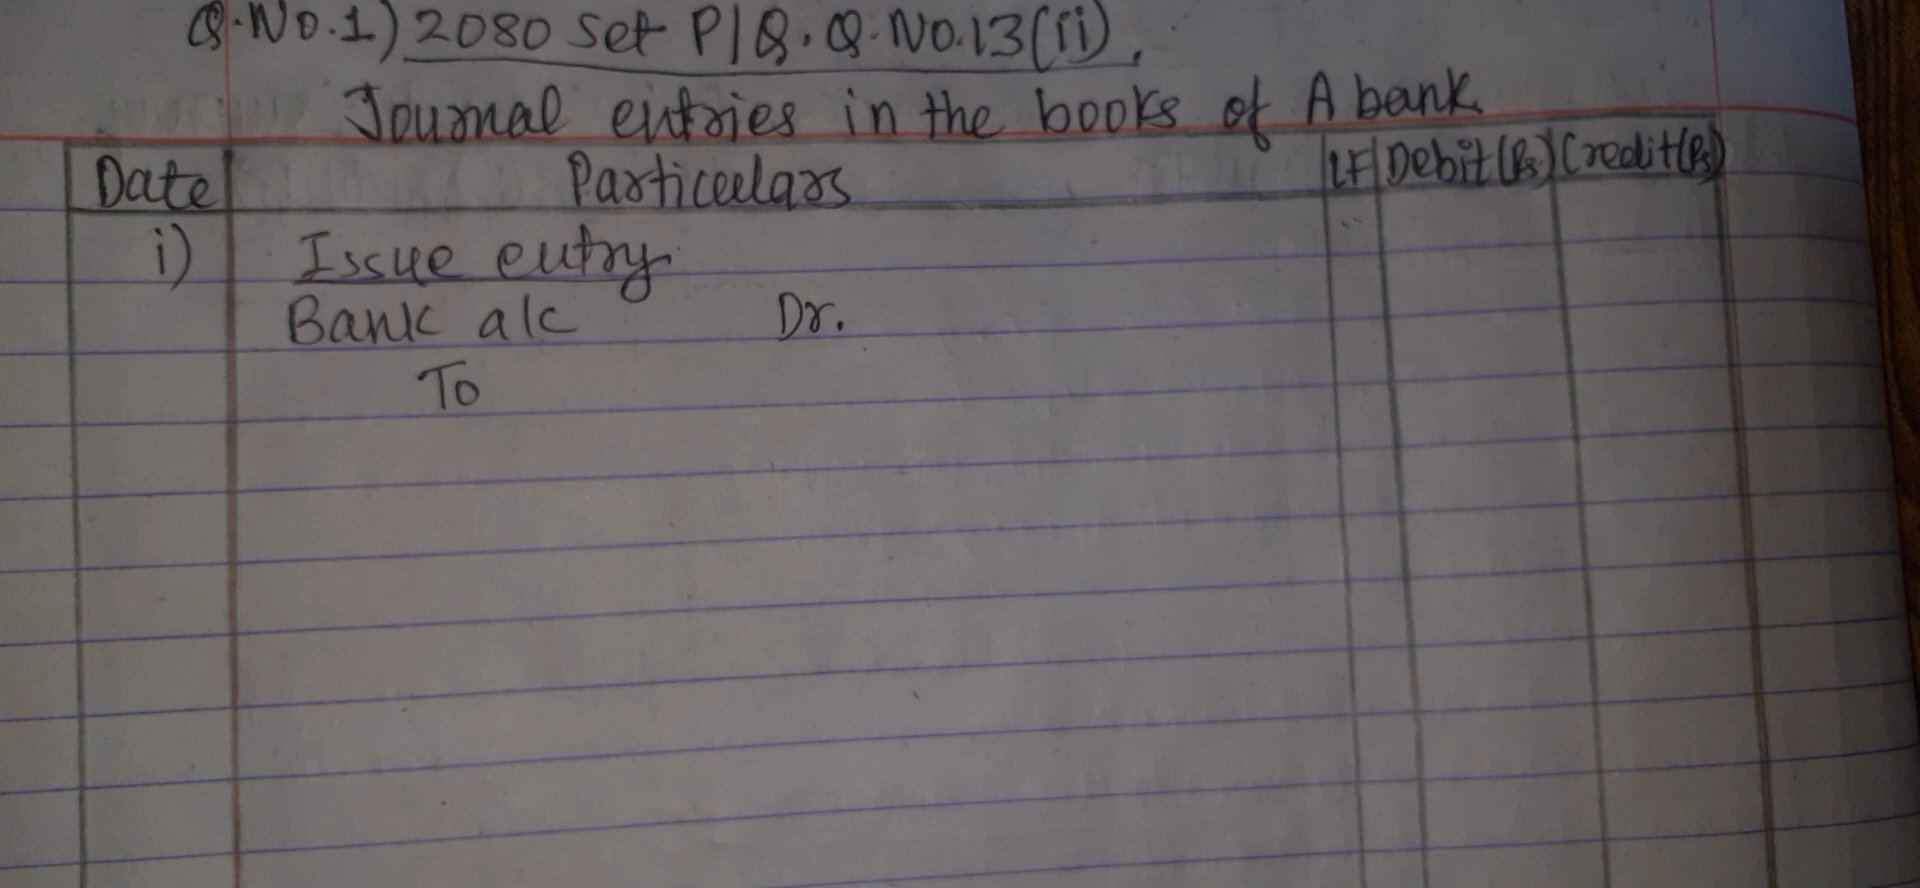 Q.No.1) 2080 Set P/Q. Q.No.13(ii).
Journal entries in the books of A bank
Date Particulars LF Debit(Rs) Credit(Rs)
i) Issue entry
Bank a/c Dr.
To